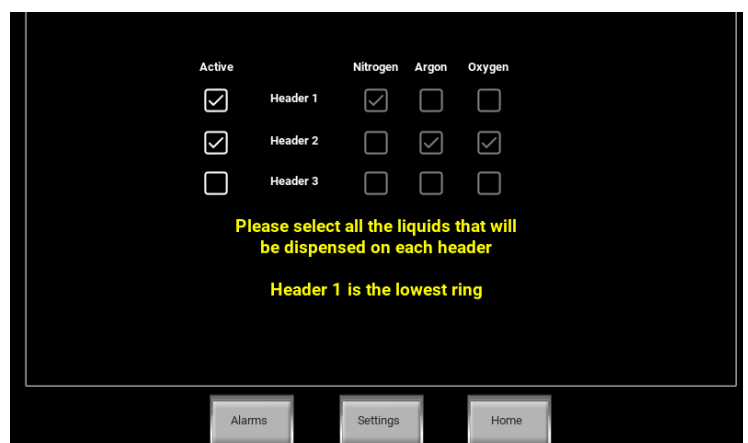 Active Nitrogen Argon Oxygen
Header 1
Header 2
Header 3
Please select all the liquids that will
be dispensed on each header
Header 1 is the lowest ring
Alarms Settings Home